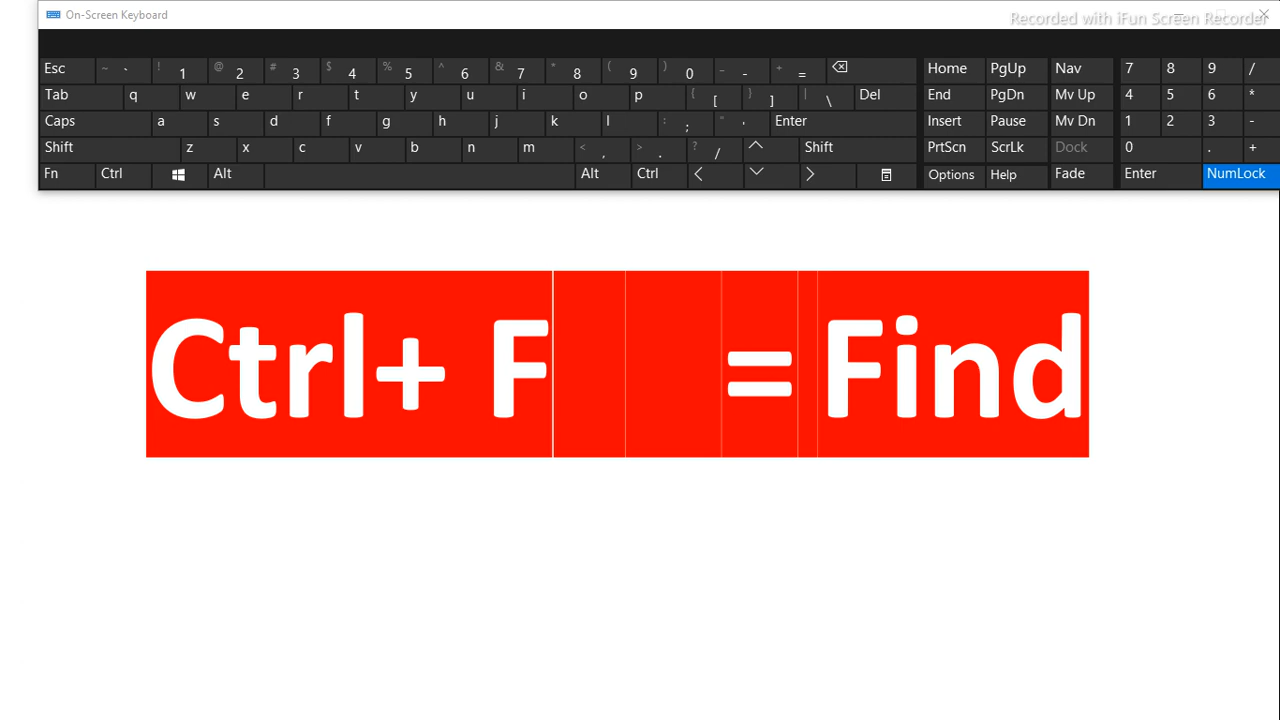 On-Screen Keyboard
Recorded with iFun Screen Recorder
Esc ~ ` ! 1 @ 2 # 3 $ 4 % 5 ^ 6 & 7 * 8 ( 9 ) 0 _ - + = Home PgUp Nav 7 8 9 /
Tab q w e r t y u i o p { [ } ] | \ Del End PgDn Mv Up 4 5 6 *
Caps a s d f g h j k l : ; " ' Enter Insert Pause Mv Dn 1 2 3 -
Shift z x c v b n m < , > . ? / Shift PrtScn ScrLk Dock 0 . +
Fn Ctrl Alt Alt Ctrl Options Help Fade Enter NumLock
Ctrl+ F = Find